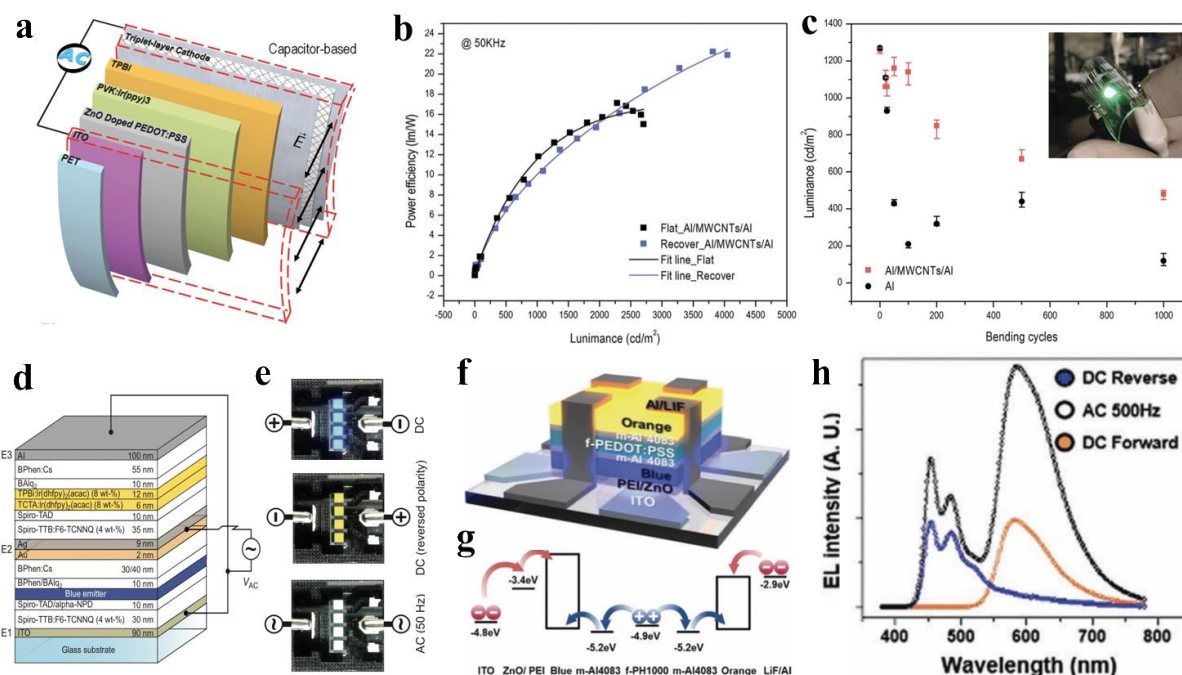 a
AC
Capacitor-based
Triplet-layer Cathode
TPBI
PVK:Ir(ppy)3
ZnO Doped PEDOT:PSS
ITO
PET
E
b
@ 50KHz
Power efficiency (lm/W)
24
22
20
18
16
14
12
10
8
6
4
2
0
-2
Flat_Al/MWCNTs/Al
Recover_Al/MWCNTs/Al
Fit line_Flat
Fit line_Recover
-500 0 500 1000 1500 2000 2500 3000 3500 4000 4500 5000
Lunimance (cd/m²)
c
Luminance (cd/m²)
1400
1200
1000
800
600
400
200
0
Al/MWCNTs/Al
Al
0 200 400 600 800 1000
Bending cycles
d
E3
Al 100 nm
BPhen:Cs 55 nm
BAlq₂ 10 nm
TPBi:Ir(dhfpy)₂(acac) (8 wt-%) 12 nm
TCTA:Ir(dhfpy)₂(acac) (8 wt-%) 6 nm
Spiro-TAD 10 nm
Spiro-TTB:F6-TCNNQ (4 wt-%) 35 nm
E2
Ag 9 nm
Au 2 nm
BPhen:Cs 30/40 nm
BPhen/BAlq₂ 10 nm
Blue emitter
Spiro-TAD/alpha-NPD 10 nm
Spiro-TTB:F6-TCNNQ (4 wt-%) 30 nm
E1
ITO 90 nm
Glass substrate
~
V AC
e
+ − DC
− + DC (reversed polarity)
~ ~ AC (50 Hz)
f
Al/LiF
Orange
m-AI 4083
f-PEDOT:PSS
m-AI 4083
Blue
PEI/ZnO
ITO
g
-3.4eV
-2.9eV
-4.8eV
-4.9eV
-5.2eV
-5.2eV
ITO ZnO/ PEI Blue m-AI4083 f-PH1000 m-AI4083 Orange LiF/Al
h
EL intensity (A. U.)
DC Reverse
AC 500Hz
DC Forward
400 500 600 700 800
Wavelength (nm)